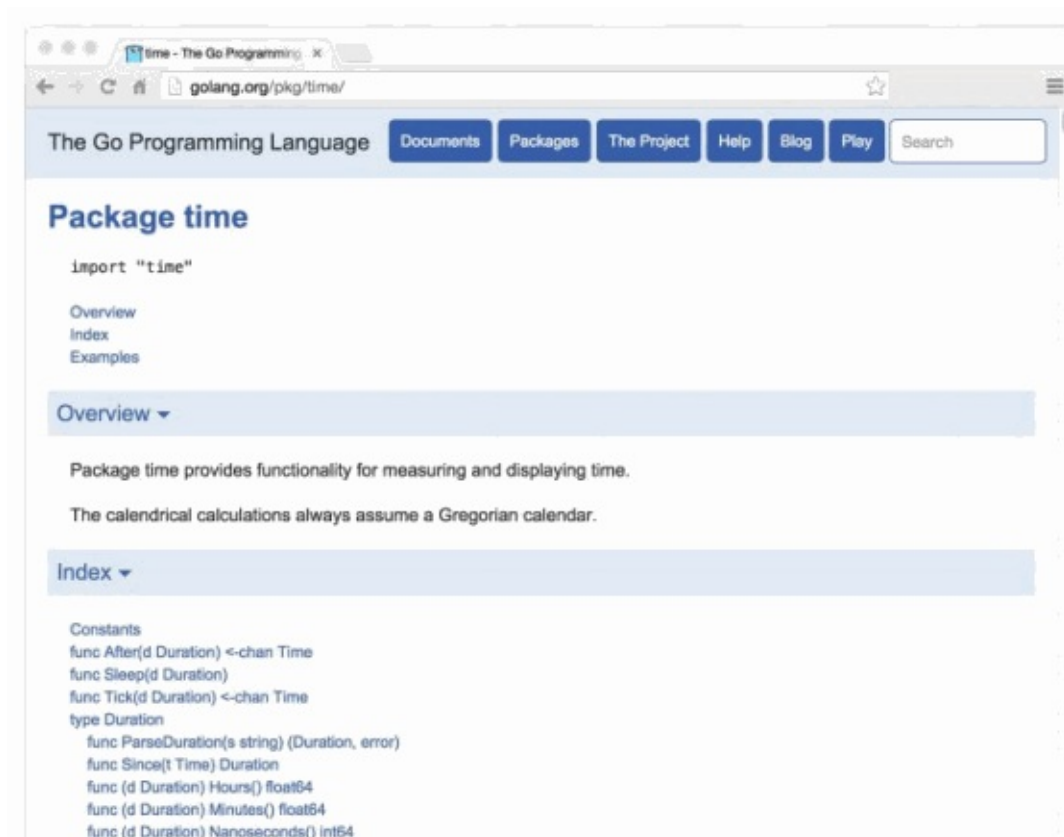 time - The Go Programming
golang.org/pkg/time/
The Go Programming Language Documents Packages The Project Help Blog Play Search
Package time
import "time"
Overview
Index
Examples
Overview
Package time provides functionality for measuring and displaying time.
The calendrical calculations always assume a Gregorian calendar.
Index
Constants
func After(d Duration) <-chan Time
func Sleep(d Duration)
func Tick(d Duration) <-chan Time
type Duration
func ParseDuration(s string) (Duration, error)
func Since(t Time) Duration
func (d Duration) Hours() float64
func (d Duration) Minutes() float64
func (d Duration) Nanoseconds() int64